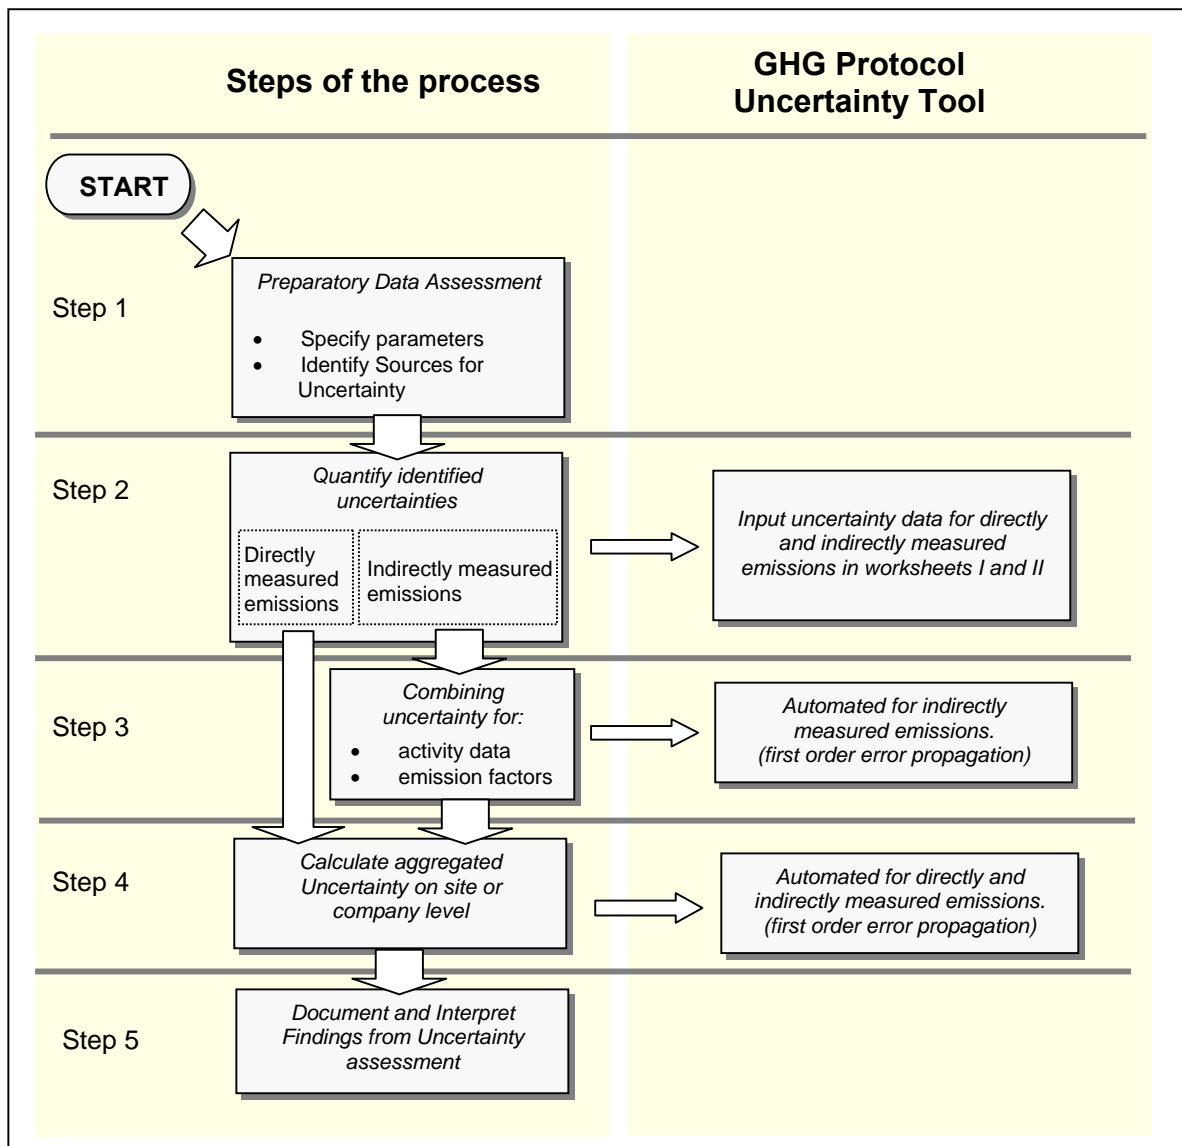 Steps of the process
GHG Protocol
Uncertainty Tool
START
Step 1
Preparatory Data Assessment
• Specify parameters
• Identify Sources for
Uncertainty
Step 2
Quantify identified
uncertainties
Directly
measured
emissions
Indirectly measured
emissions
Input uncertainty data for directly
and indirectly measured
emissions in worksheets I and II
Step 3
Combining
uncertainty for:
• activity data
• emission factors
Automated for indirectly
measured emissions.
(first order error propagation)
Step 4
Calculate aggregated
Uncertainty on site or
company level
Automated for directly and
indirectly measured emissions.
(first order error propagation)
Step 5
Document and Interpret
Findings from Uncertainty
assessment